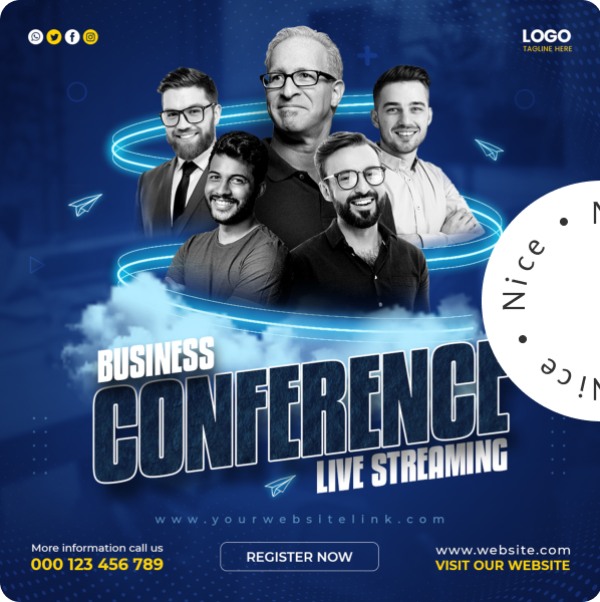 LOGO
TAGLINE HERE
N
Nice •
• Nice
BUSINESS
CONFERENCE
LIVE STREAMING
www.yourwebsitelink.com
More information call us
000 123 456 789
REGISTER NOW
www.website.com
VISIT OUR WEBSITE